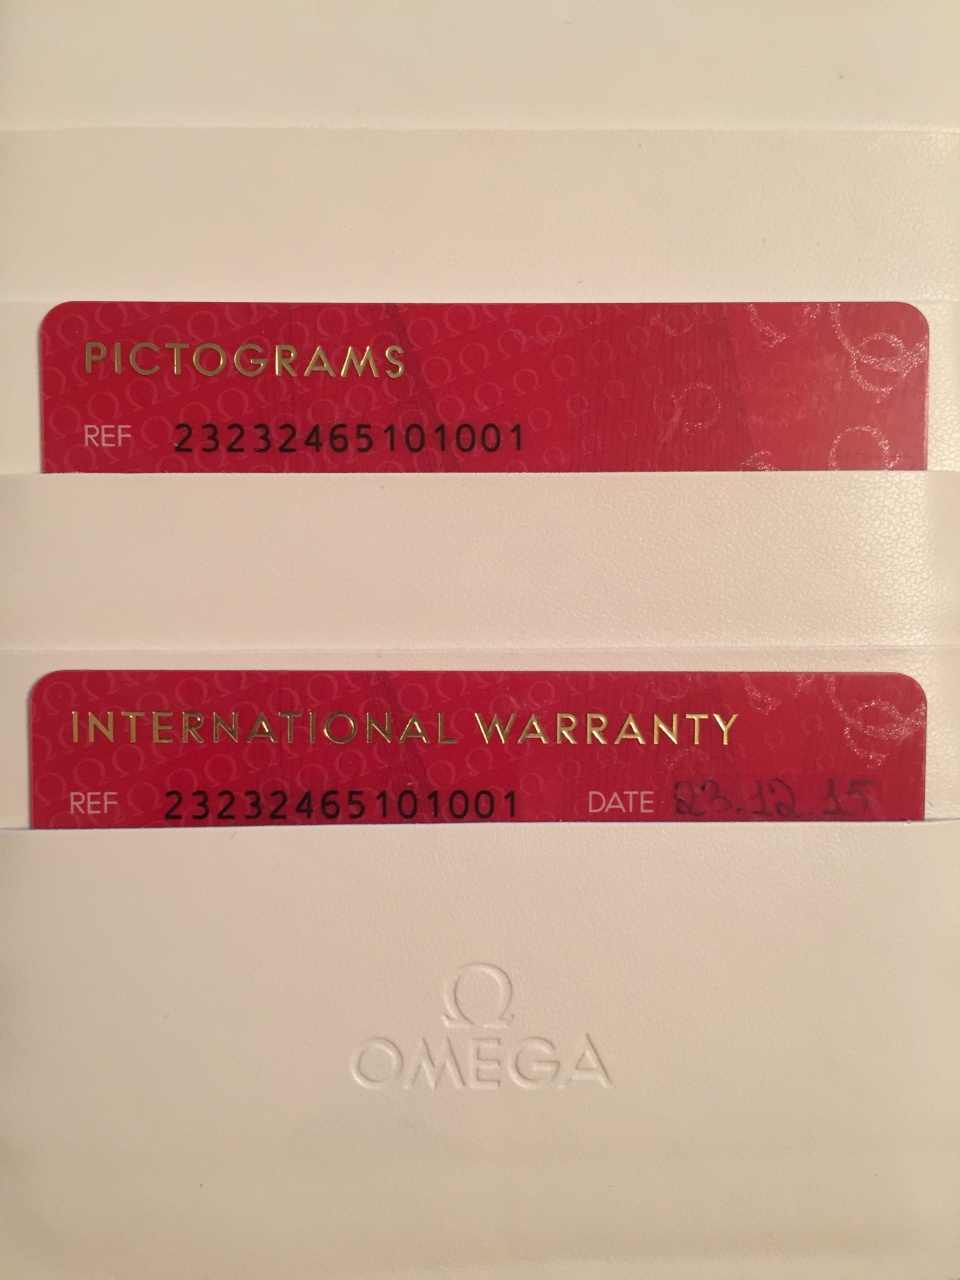 PICTOGRAMS
REF 23232465101001
INTERNATIONAL WARRANTY
REF 23232465101001 DATE 23.12.15
Ω
OMEGA